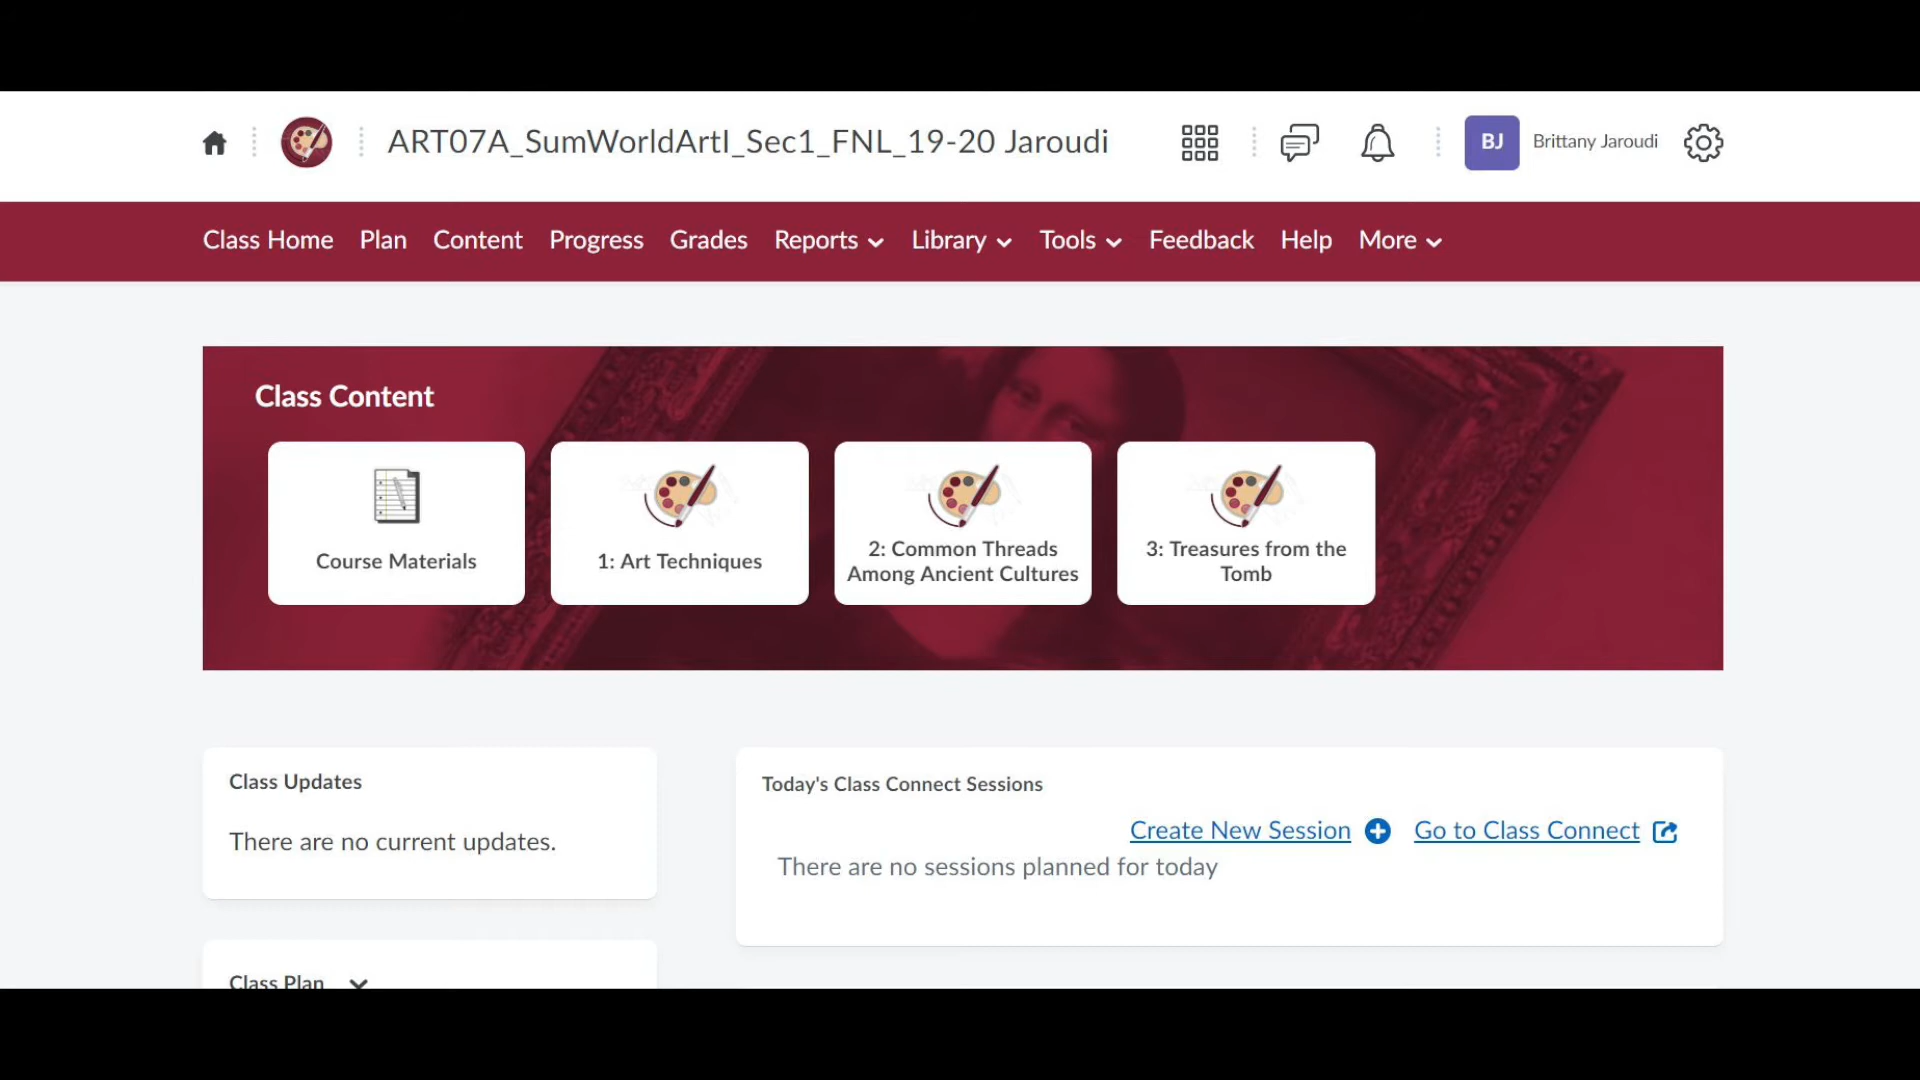 ART07A_SumWorldArtI_Sec1_FNL_19-20 Jaroudi
BJ
Brittany Jaroudi
Class Home Plan Content Progress Grades Reports Library Tools Feedback Help More
Class Content
Course Materials
1: Art Techniques
2: Common Threads
Among Ancient Cultures
3: Treasures from the
Tomb
Class Updates
There are no current updates.
Today's Class Connect Sessions
Create New Session Go to Class Connect
There are no sessions planned for today
Class Plan